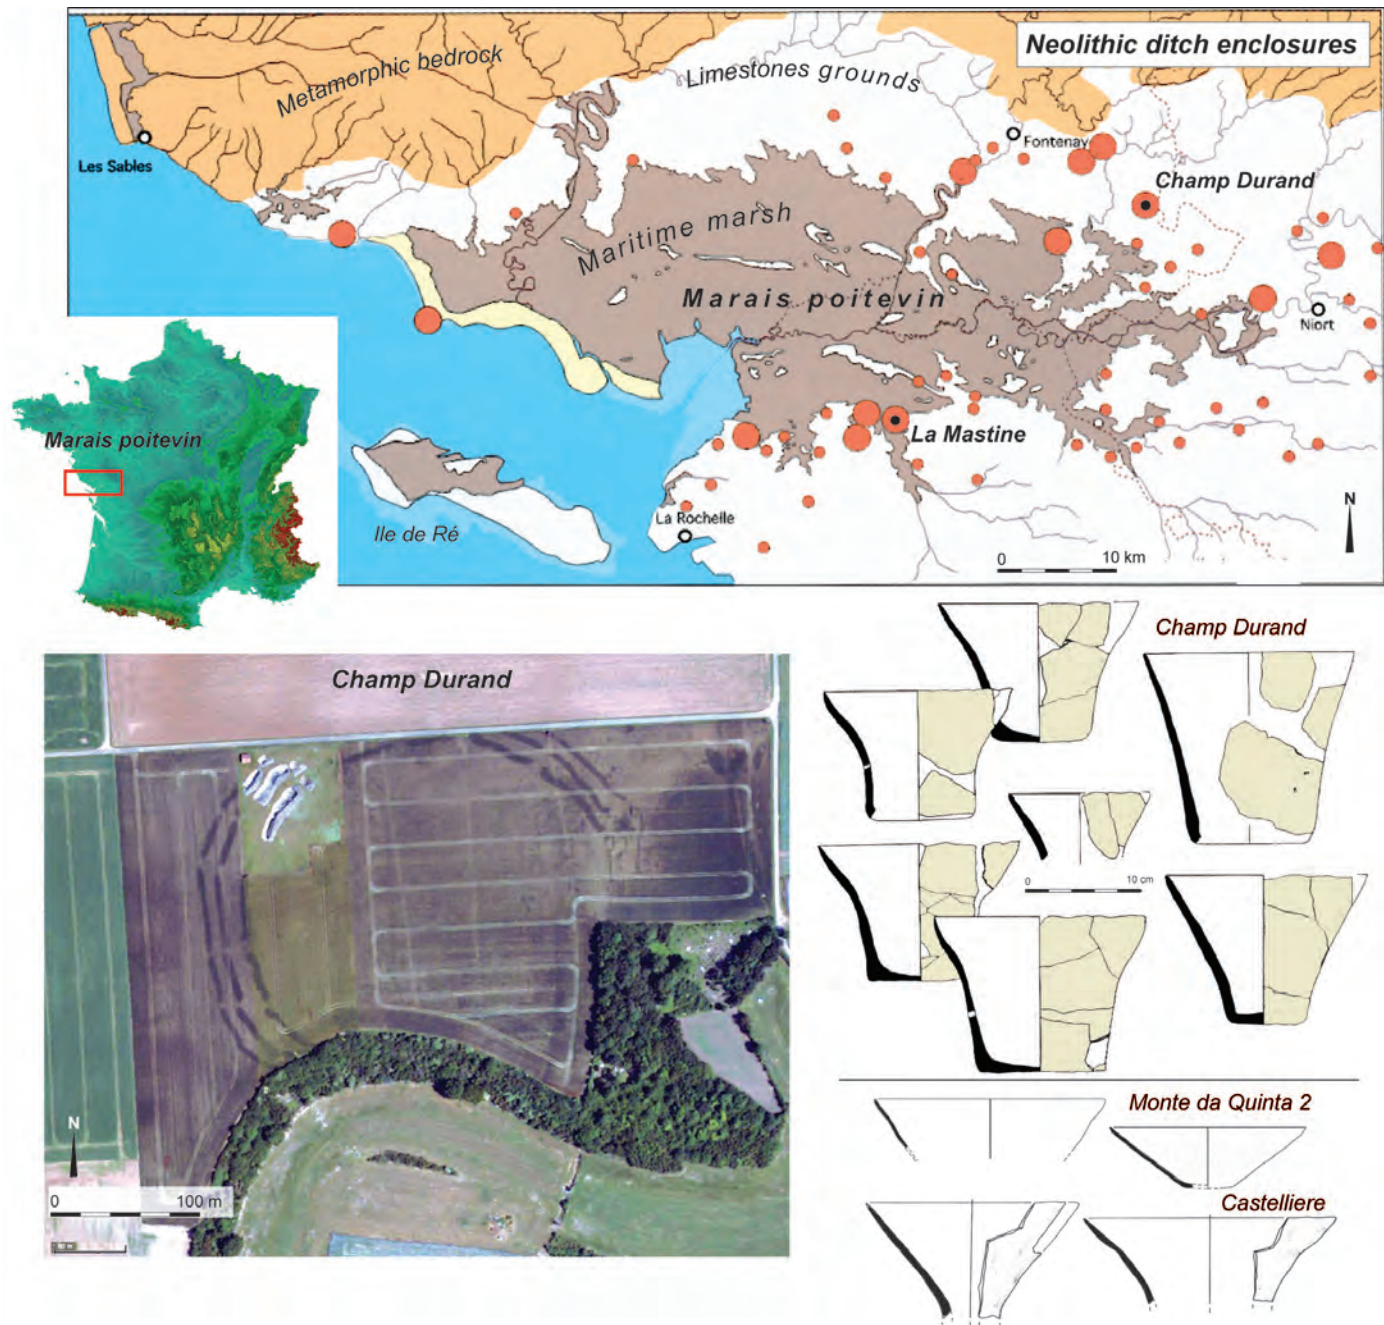 Neolithic ditch enclosures
Metamorphic bedrock
Limestones grounds
Les Sables
Fontenay
Champ Durand
Maritime marsh
Marais poitevin
Niort
La Mastine
Marais poitevin
Ile de Ré
La Rochelle
N
0 10 km
Champ Durand
N
0 100 m
Champ Durand
0 10 cm
Monte da Quinta 2
Castelliere